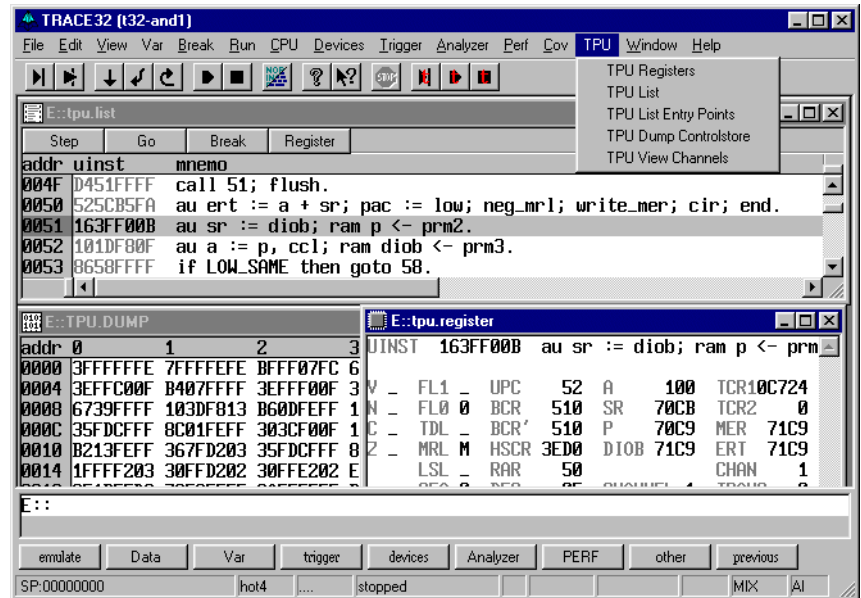 TRACE32 (t32-and1)
File Edit View Var Break Run CPU Devices Trigger Analyzer Perf Cov TPU Window Help
TPU Registers
TPU List
TPU List Entry Points
TPU Dump Controlstore
TPU View Channels
E::tpu.list
Step Go Break Register
addr uinst mnemo
004F D451FFFF call 51; flush.
0050 525CB5FA au ert := a + sr; pac := low; neg_mrl; write_mer; cir; end.
0051 163FF00B au sr := diob; ram p <- prm2.
0052 101DF80F au a := p, ccl; ram diob <- prm3.
0053 8658FFFF if LOW_SAME then goto 58.
E::TPU.DUMP
addr 0 1 2 3
0000 3FFFFFFE 7FFFFEFE BFFF07FC 6
0004 3EFFC00F B407FFFF 3EFFF00F 3
0008 6739FFFF 103DF813 B60DFEFF 1
000C 35FDCFFF 8C01FEFF 303CF00F 1
0010 B213FEFF 367FD203 35FDCFFF 8
0014 1FFFF203 30FFD202 30FFE202 E
E::tpu.register
UINST 163FF00B au sr := diob; ram p <- prm
V _ FL1 _ UPC 52 A 100 TCR1 0C724
N _ FL0 0 BCR 510 SR 70CB TCR2 0
C _ TDL _ BCR' 510 P 70C9 MER 71C9
Z _ MRL M HSCR 3ED0 DIOB 71C9 ERT 71C9
LSL _ RAR 50 CHAN 1
E::
emulate Data Var trigger devices Analyzer PERF other previous
SP:00000000 hot4 .... stopped MIX AI